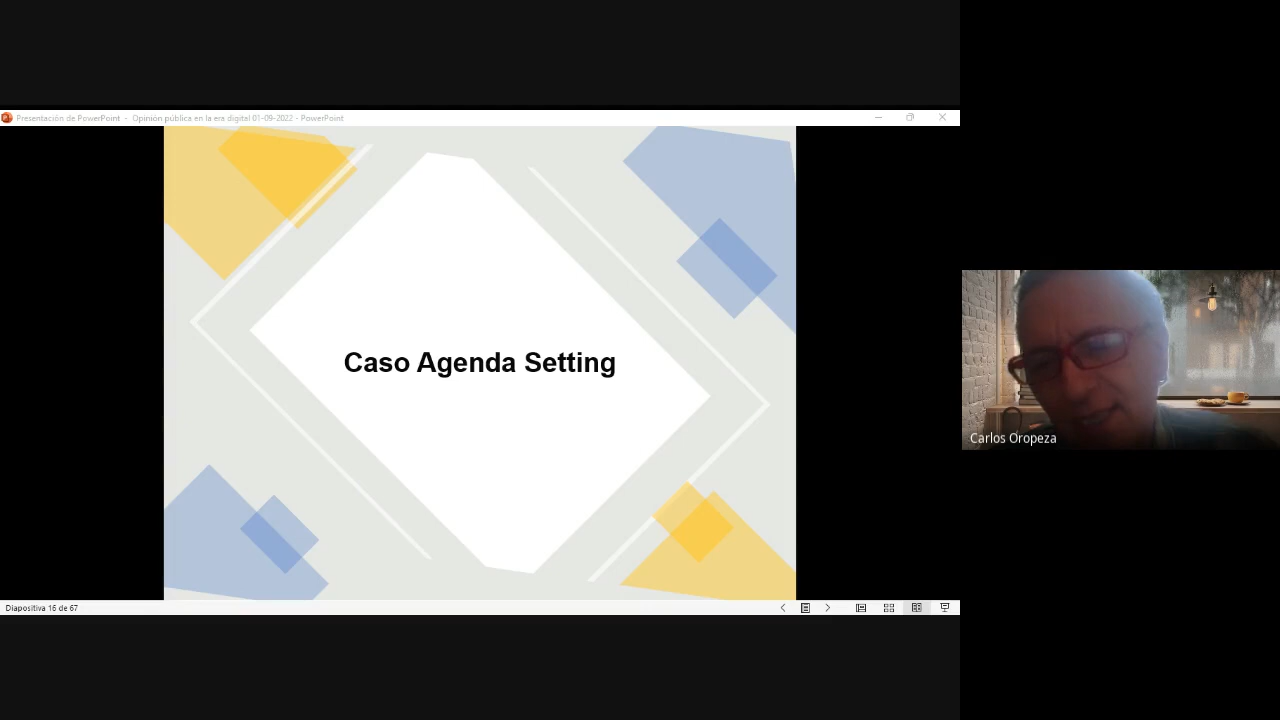 Presentación de PowerPoint - Opinión pública en la era digital 01-09-2022 - PowerPoint
Caso Agenda Setting
Carlos Oropeza
Diapositiva 16 de 67